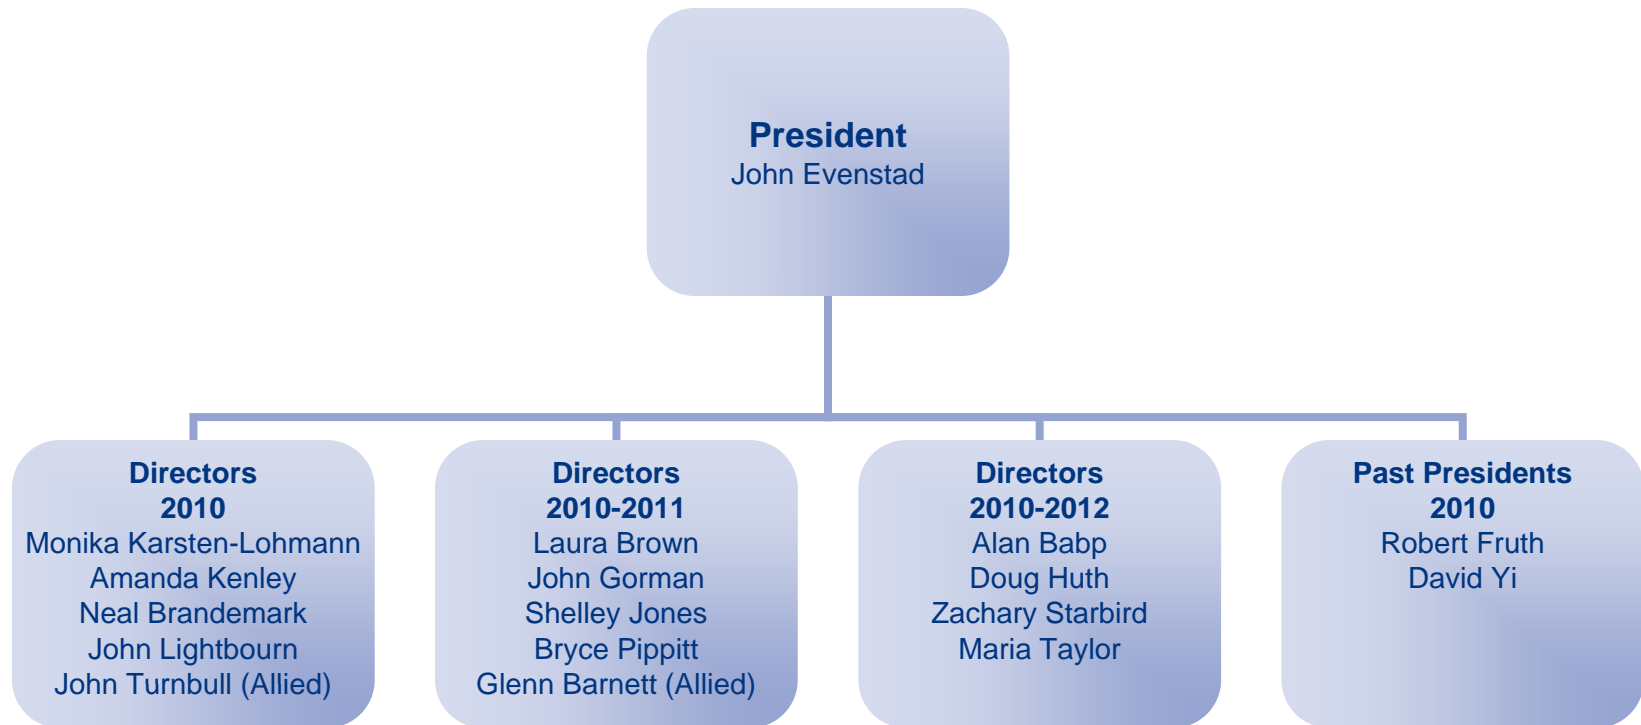 President
John Evenstad
Directors
2010
Monika Karsten-Lohmann
Amanda Kenley
Neal Brandemark
John Lightbourn
John Turnbull (Allied)
Directors
2010-2011
Laura Brown
John Gorman
Shelley Jones
Bryce Pippitt
Glenn Barnett (Allied)
Directors
2010-2012
Alan Babp
Doug Huth
Zachary Starbird
Maria Taylor
Past Presidents
2010
Robert Fruth
David Yi